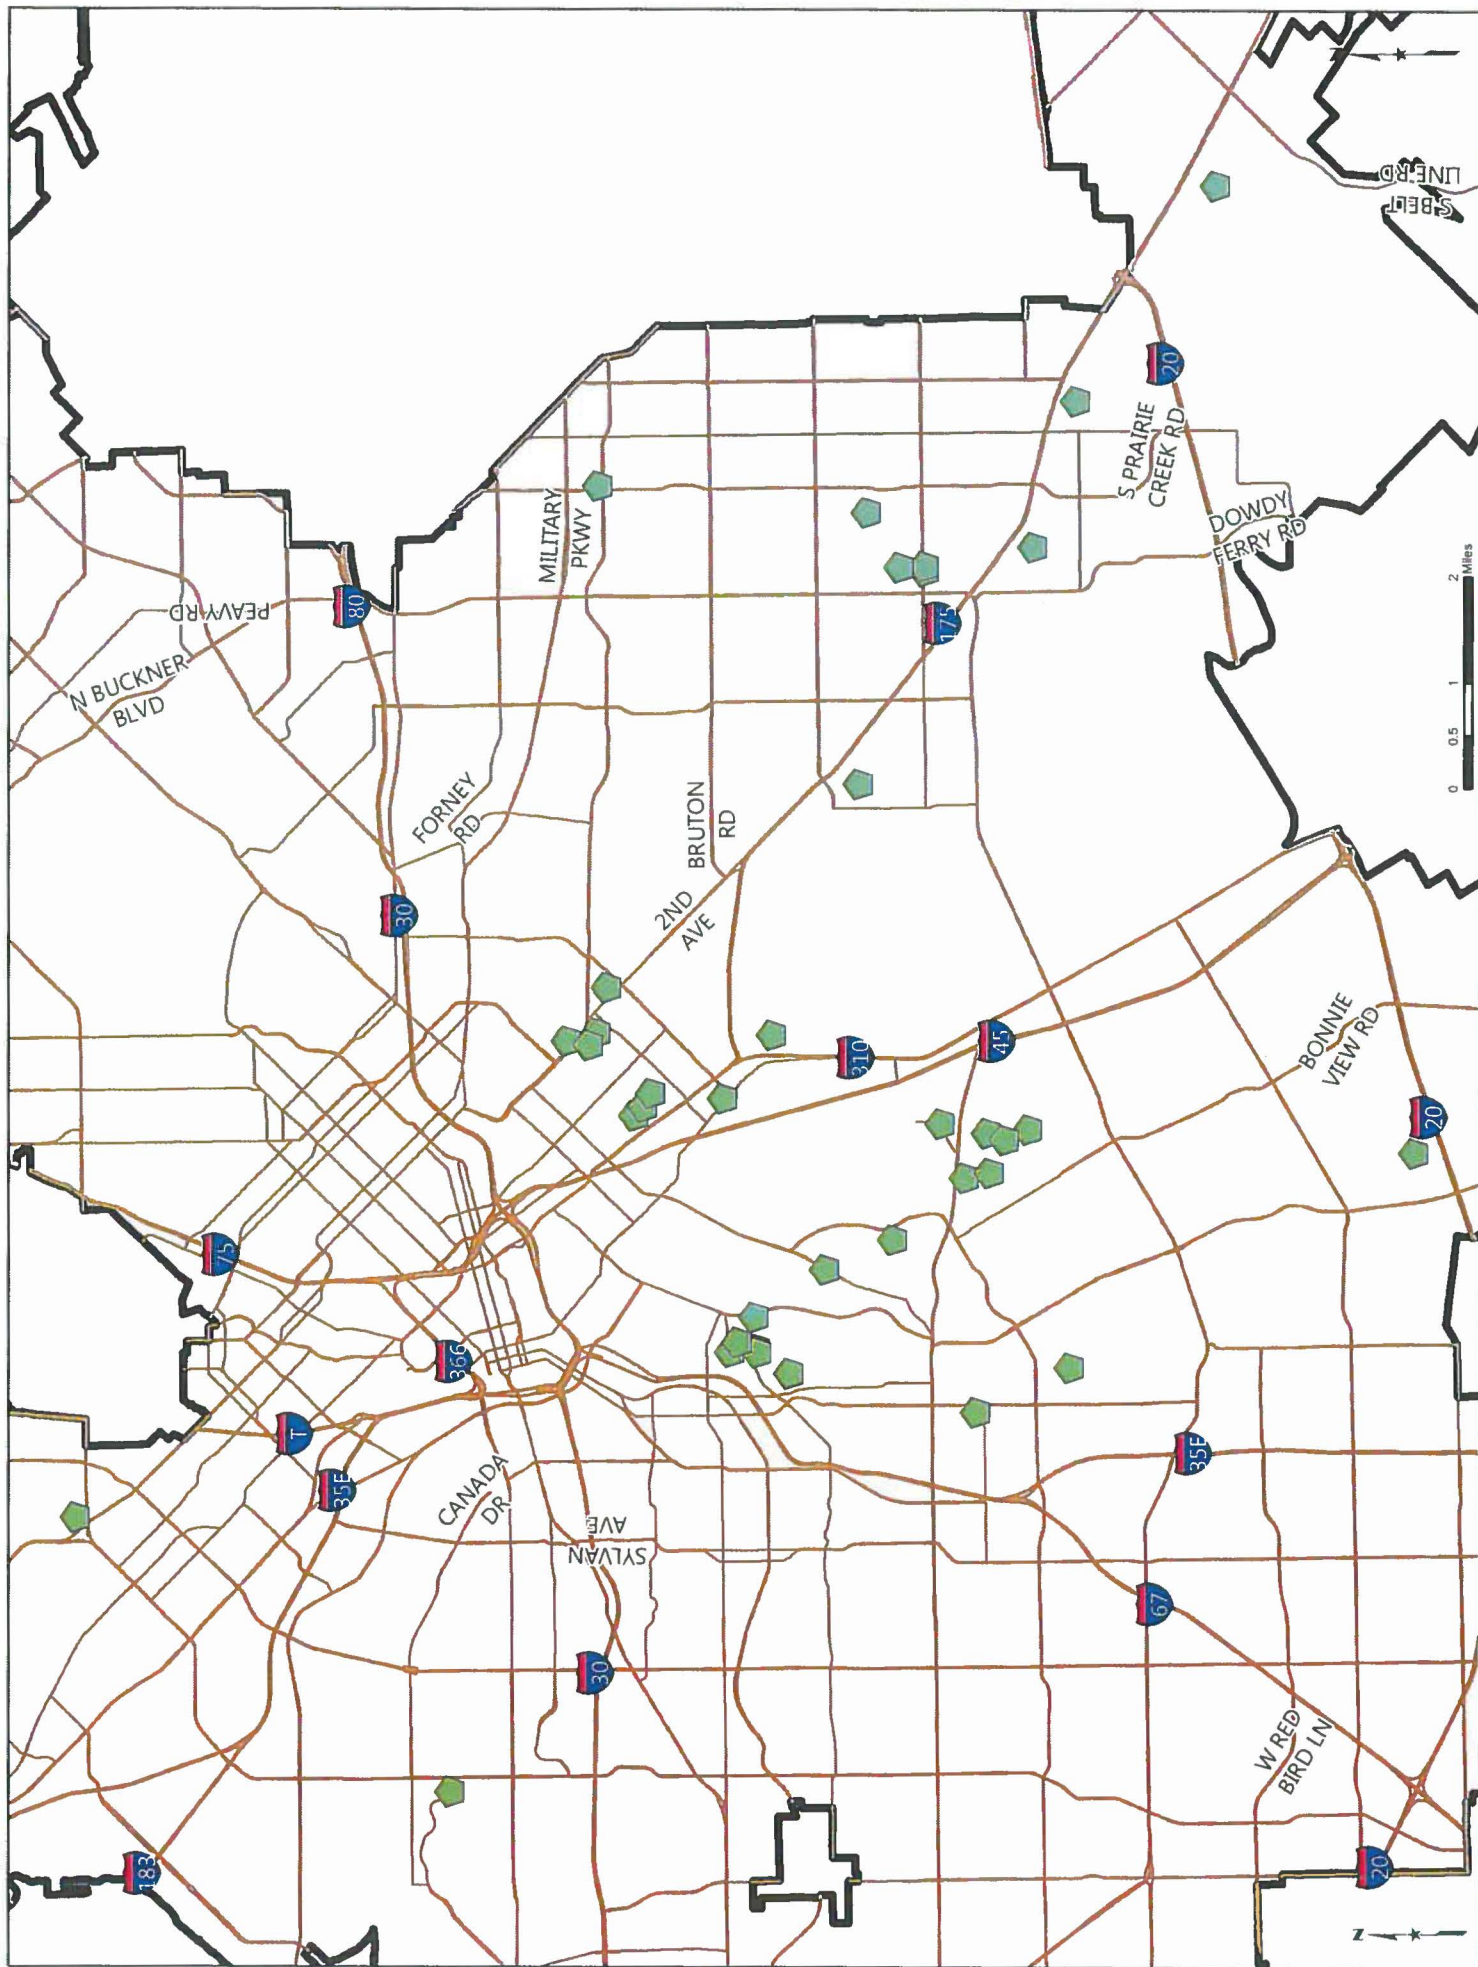 183
T
35E
75
366
N BUCKNER
BLVD
PEAVY RD
80
CANADA
DR
30
FORNEY
RD
MILITARY
PKWY
30
SYLVAN
AVE
2ND
AVE
BRUTON
RD
310
175
45
67
35E
S PRAIRIE
CREEK RD
20
DOWDY
FERRY RD
W RED
BIRD LN
BONNIE
VIEW RD
20
20
S BELT
LINE RD
N
0 0.5 1 2
Miles